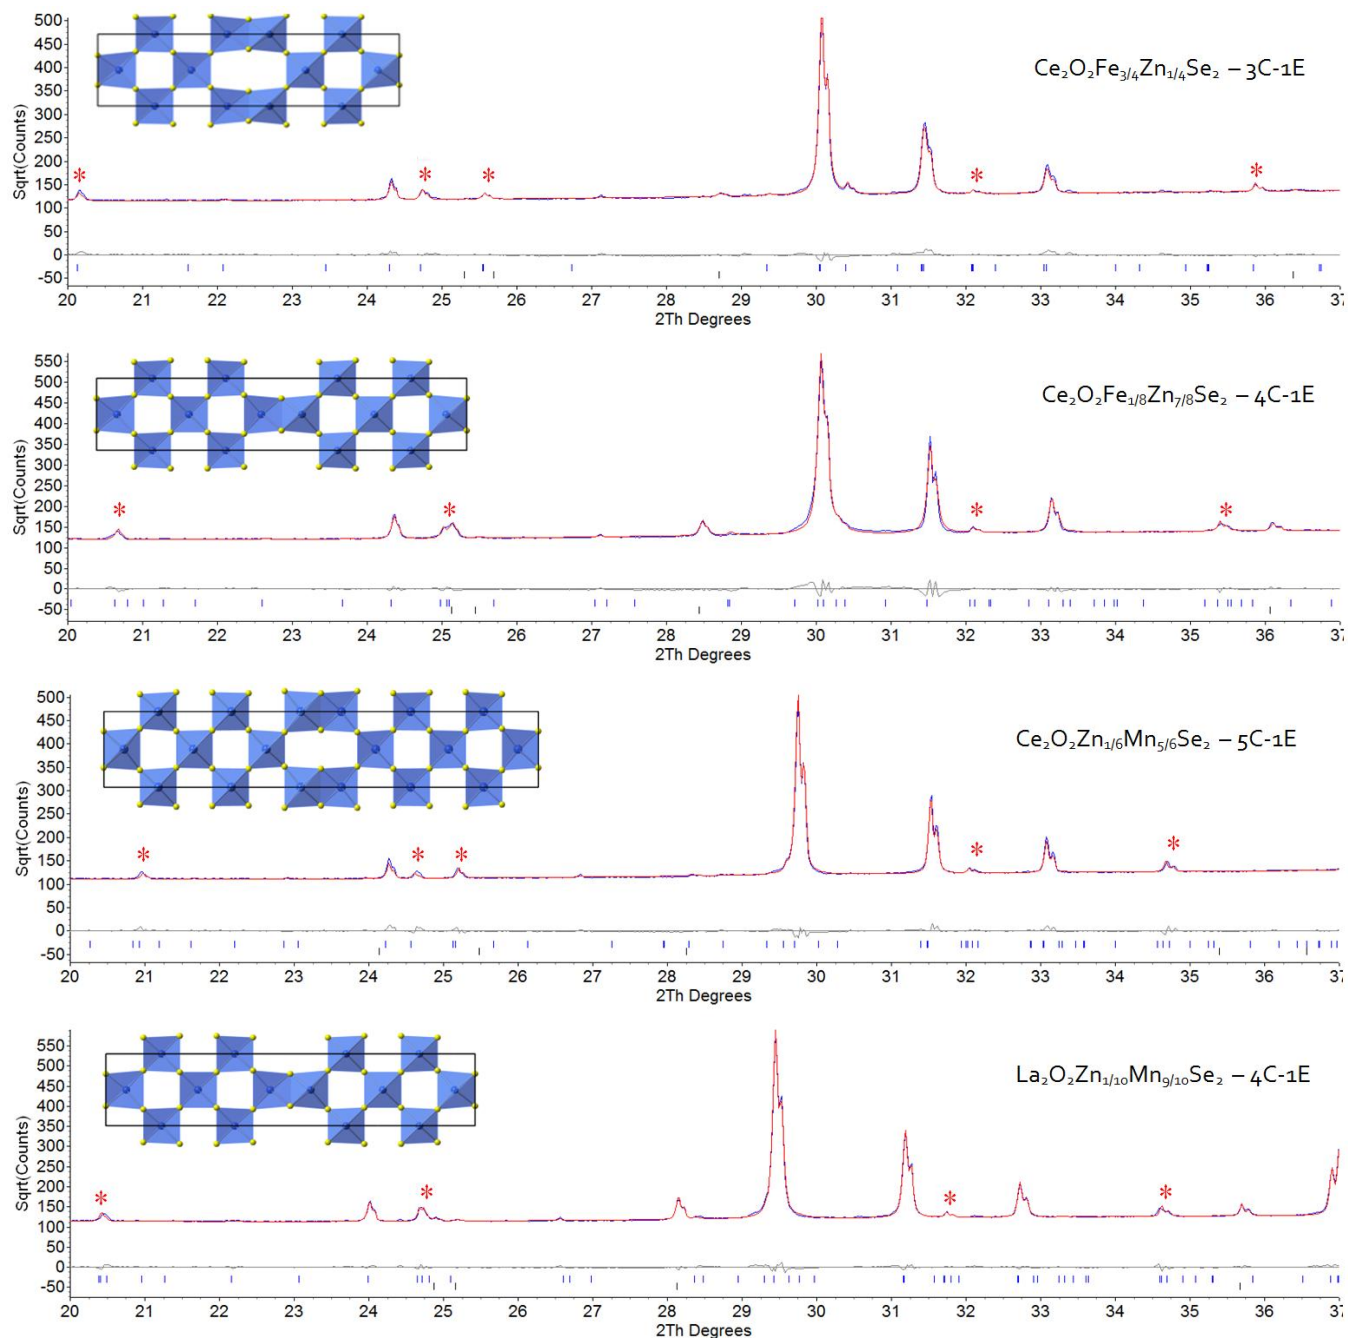 500
450
400
350
300
250
200
150
100
50
0
-50
Sqrt(Counts)
Ce₂O₂Fe₃/₄Zn₁/₄Se₂ – 3C-1E
* * * * *
20 21 22 23 24 25 26 27 28 29 30 31 32 33 34 35 36 37
2Th Degrees
550
500
450
400
350
300
250
200
150
100
50
0
-50
Sqrt(Counts)
Ce₂O₂Fe₁/₈Zn₇/₈Se₂ – 4C-1E
* * * *
20 21 22 23 24 25 26 27 28 29 30 31 32 33 34 35 36 37
2Th Degrees
500
450
400
350
300
250
200
150
100
50
0
-50
Sqrt(Counts)
Ce₂O₂Zn₁/₆Mn₅/₆Se₂ – 5C-1E
* * * * *
20 21 22 23 24 25 26 27 28 29 30 31 32 33 34 35 36 37
2Th Degrees
550
500
450
400
350
300
250
200
150
100
50
0
-50
Sqrt(Counts)
La₂O₂Zn₁/₁₀Mn₉/₁₀Se₂ – 4C-1E
* * * *
20 21 22 23 24 25 26 27 28 29 30 31 32 33 34 35 36 37
2Th Degrees